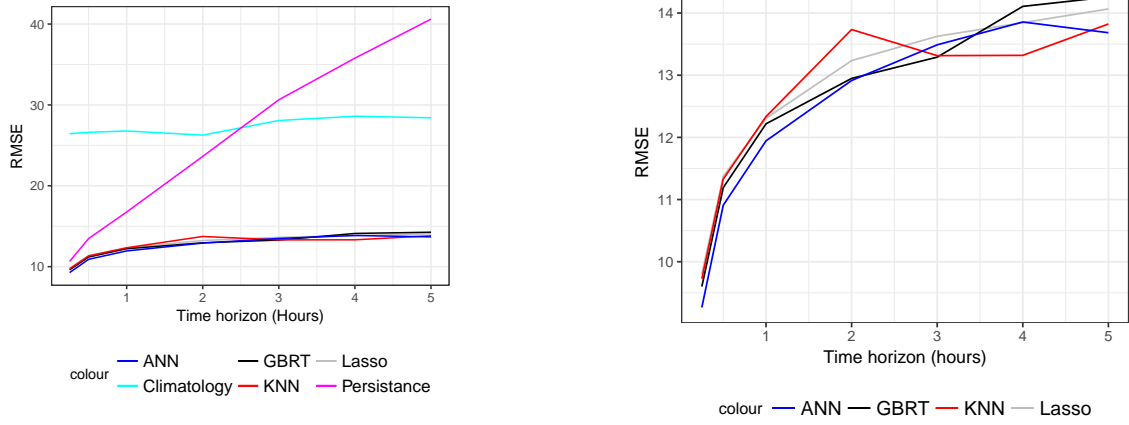 40
30
20
10
RMSE
1 2 3 4 5
Time horizon (Hours)
colour
ANN GBRT Lasso
Climatology KNN Persistance
14
13
12
11
10
RMSE
1 2 3 4 5
Time horizon (hours)
colour ANN GBRT KNN Lasso